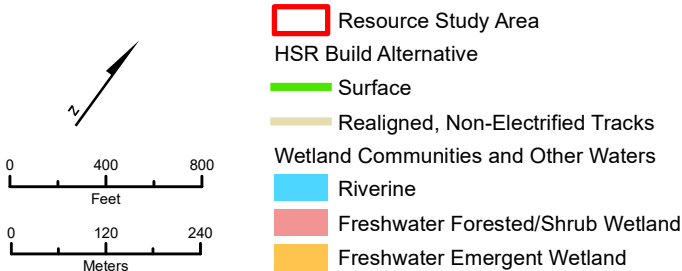 Resource Study Area
HSR Build Alternative
Surface
Realigned, Non-Electrified Tracks
Wetland Communities and Other Waters
Riverine
Freshwater Forested/Shrub Wetland
Freshwater Emergent Wetland
N
0 400 800
Feet
0 120 240
Meters